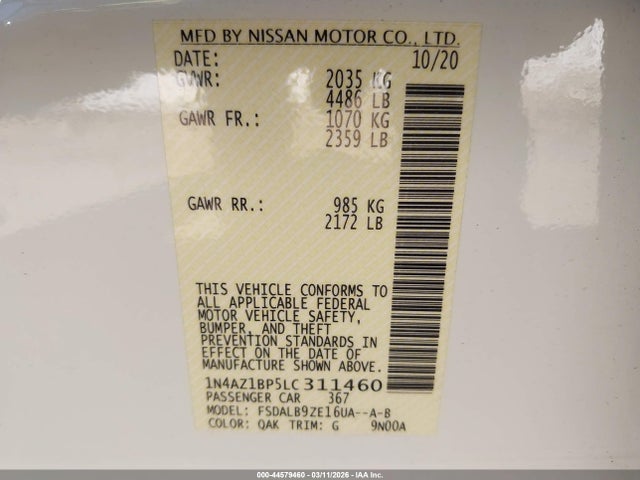 MFD BY NISSAN MOTOR CO., LTD.
DATE: 10/20
GVWR: 2035 KG
4486 LB
GAWR FR.: 1070 KG
2359 LB
GAWR RR.: 985 KG
2172 LB
THIS VEHICLE CONFORMS TO
ALL APPLICABLE FEDERAL
MOTOR VEHICLE SAFETY,
BUMPER, AND THEFT
PREVENTION STANDARDS IN
EFFECT ON THE DATE OF
MANUFACTURE SHOWN ABOVE.
1N4AZ1BP5LC311460
PASSENGER CAR 367
MODEL: FSDALB9ZE16UA--A-B
COLOR: QAK TRIM: G 9N00A
000-44579460 - 03/11/2026 - IAA Inc.